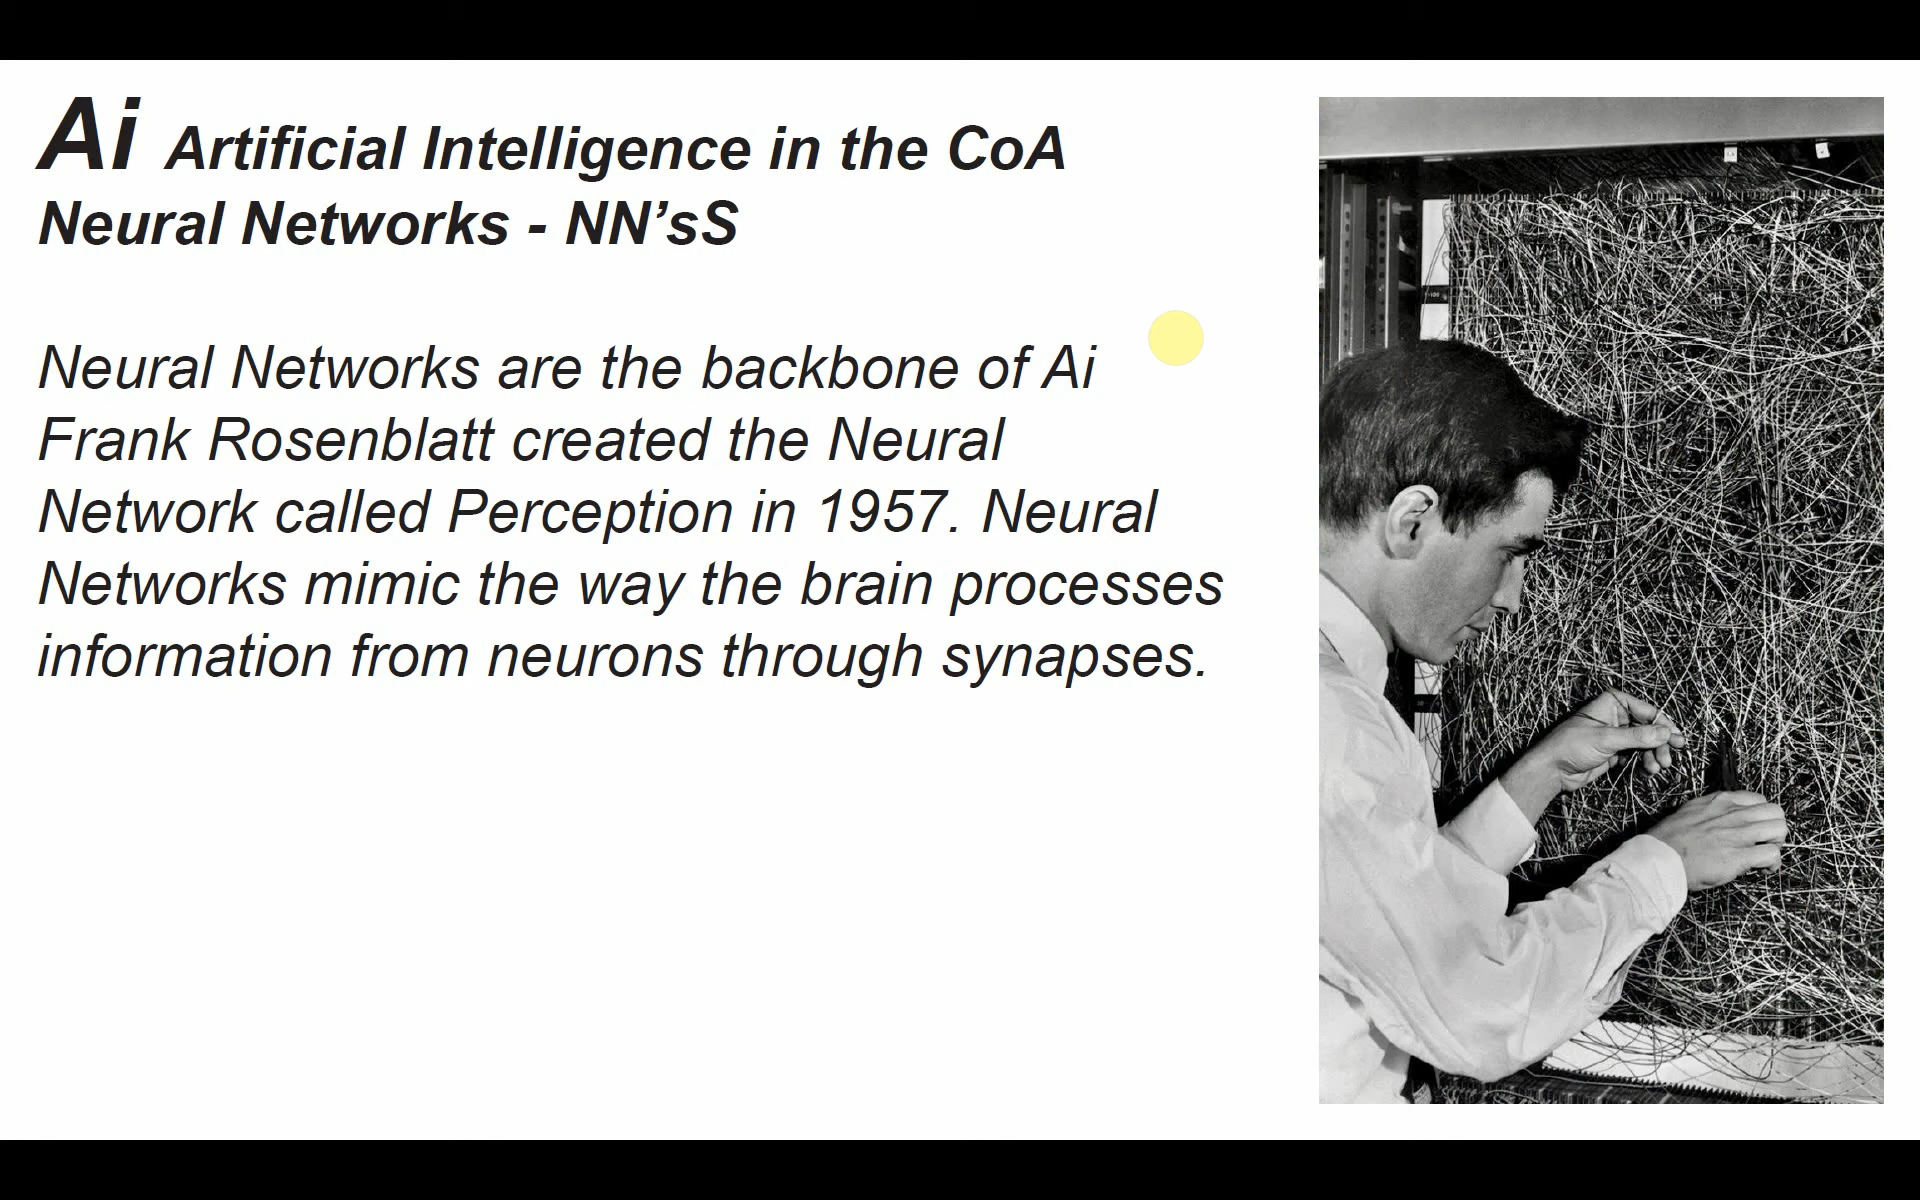 Ai Artificial Intelligence in the CoA
Neural Networks - NN’sS
Neural Networks are the backbone of Ai
Frank Rosenblatt created the Neural
Network called Perception in 1957. Neural
Networks mimic the way the brain processes
information from neurons through synapses.